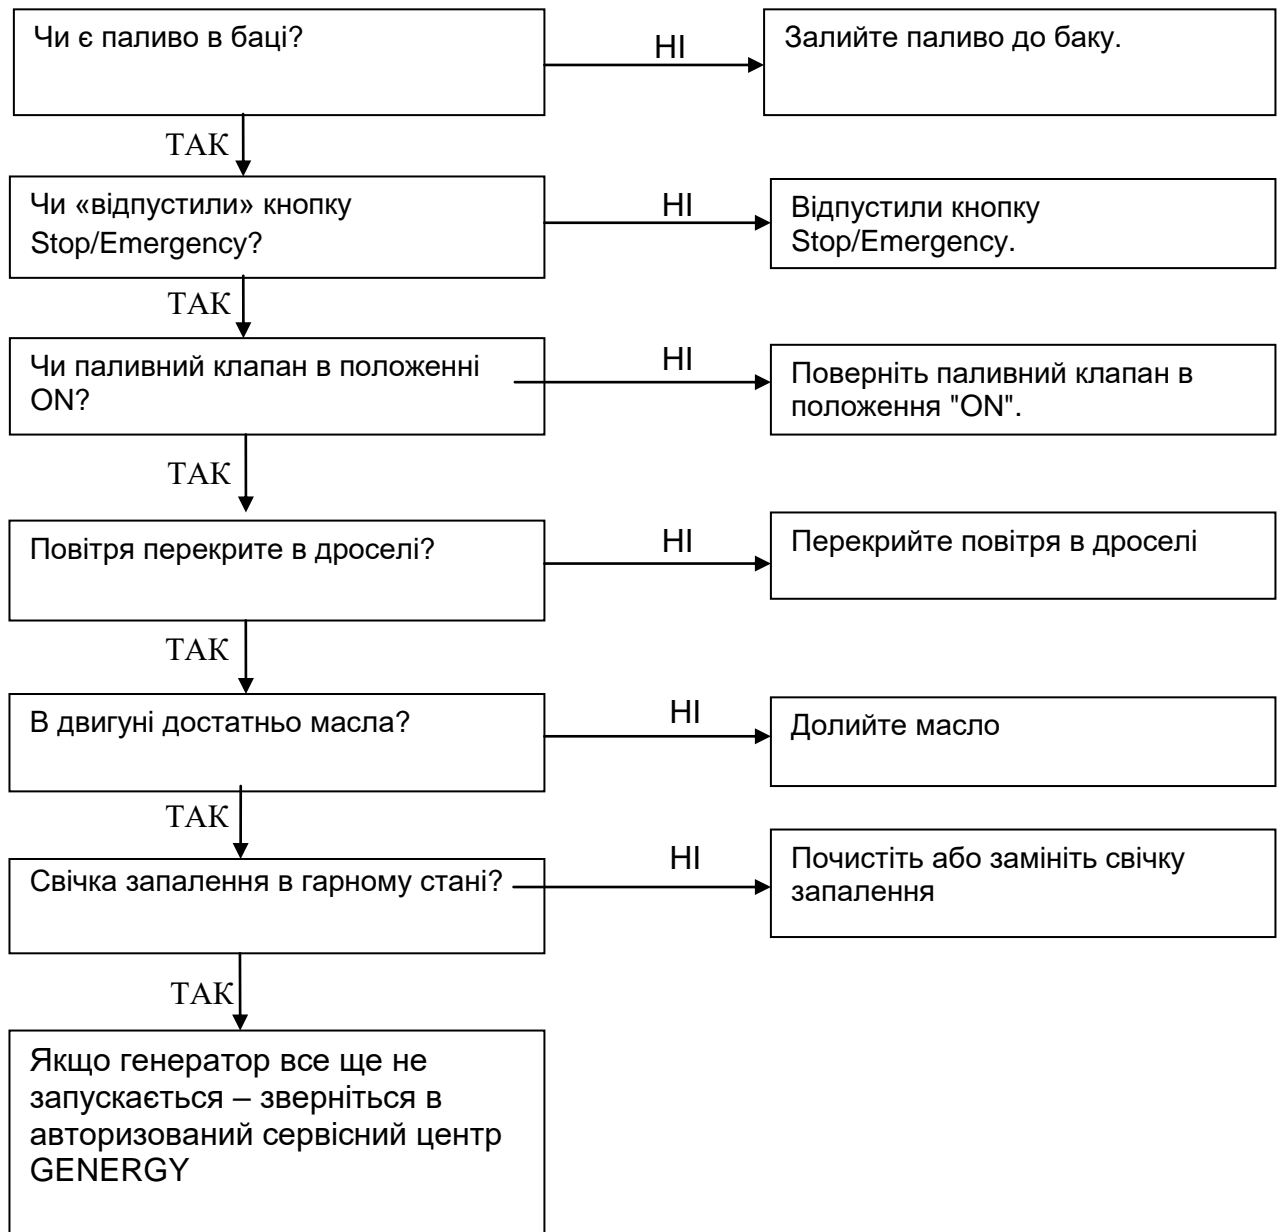 Чи є паливо в баці?
НІ
Залийте паливо до баку.
ТАК
Чи «відпустили» кнопку
Stop/Emergency?
НІ
Відпустили кнопку
Stop/Emergency.
ТАК
Чи паливний клапан в положенні
ON?
НІ
Поверніть паливний клапан в
положення "ON".
ТАК
Повітря перекрите в дроселі?
НІ
Перекрийте повітря в дроселі
ТАК
В двигуні достатньо масла?
НІ
Долийте масло
ТАК
Свічка запалення в гарному стані?
НІ
Почистіть або замініть свічку
запалення
ТАК
Якщо генератор все ще не
запускається – зверніться в
авторизований сервісний центр
GENERGY